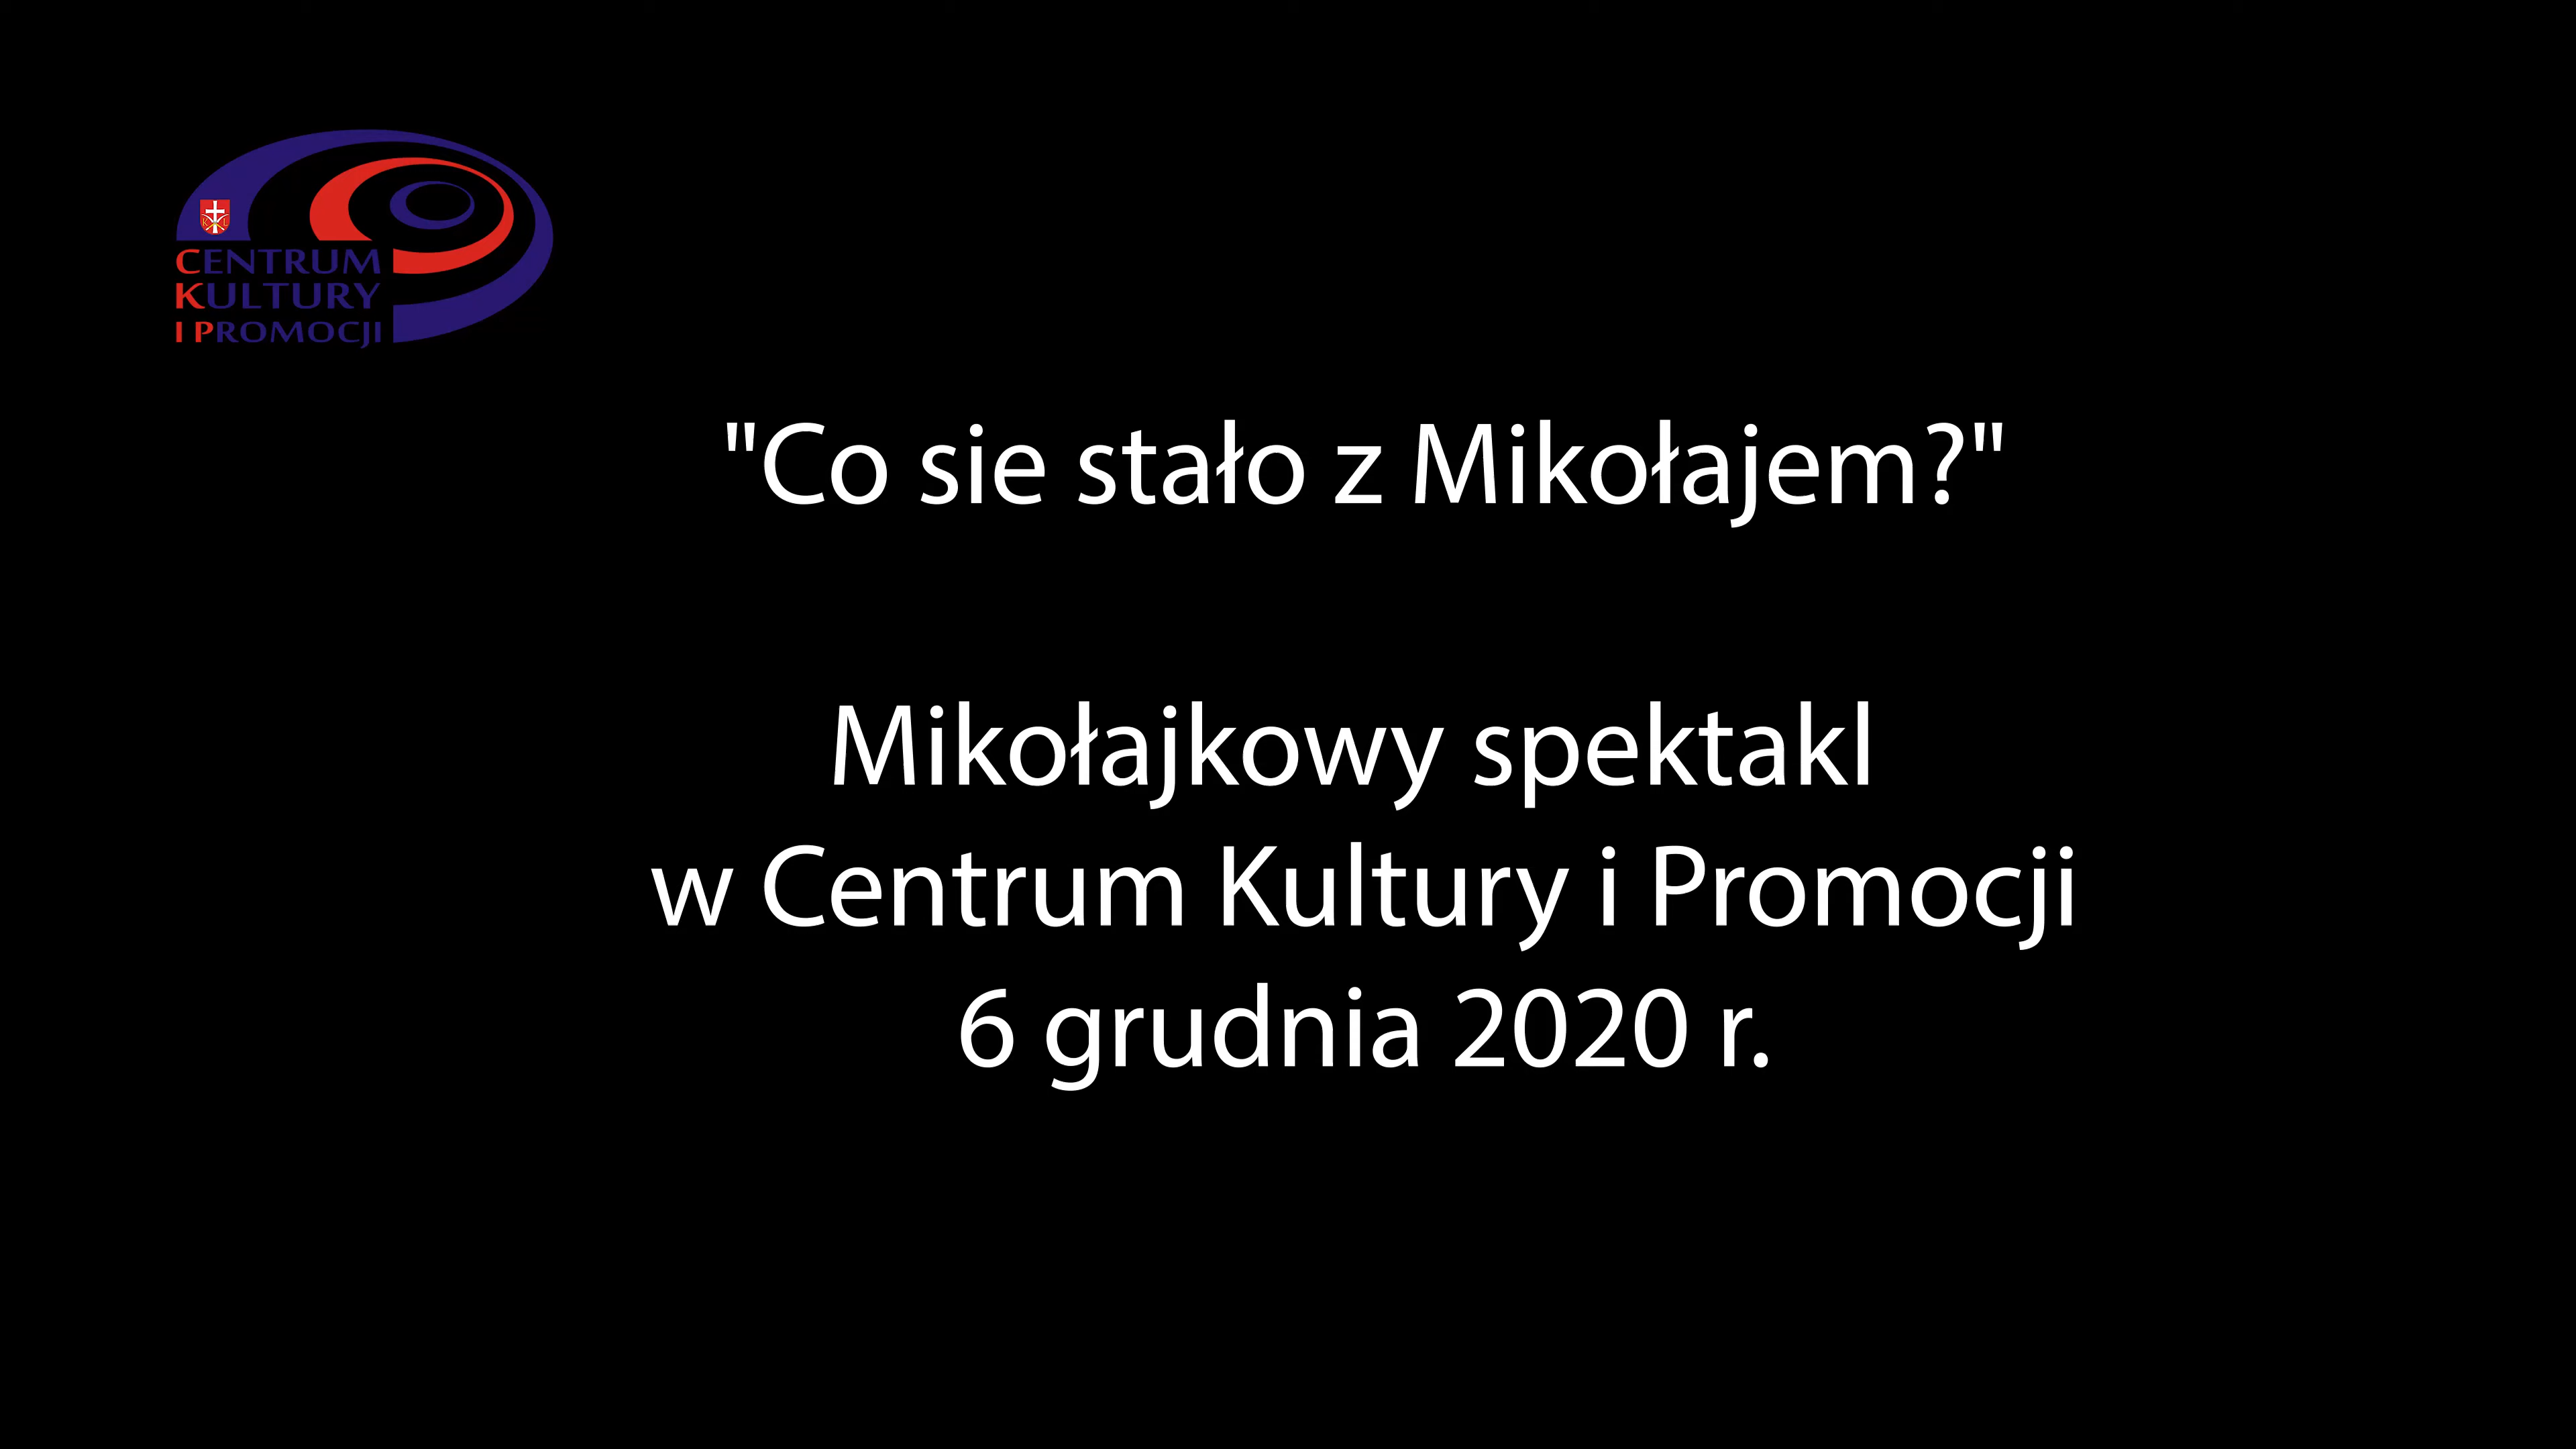 CENTRUM
KULTURY
I PROMOCJI
"Co sie stało z Mikołajem?"
Mikołajkowy spektakl
w Centrum Kultury i Promocji
6 grudnia 2020 r.